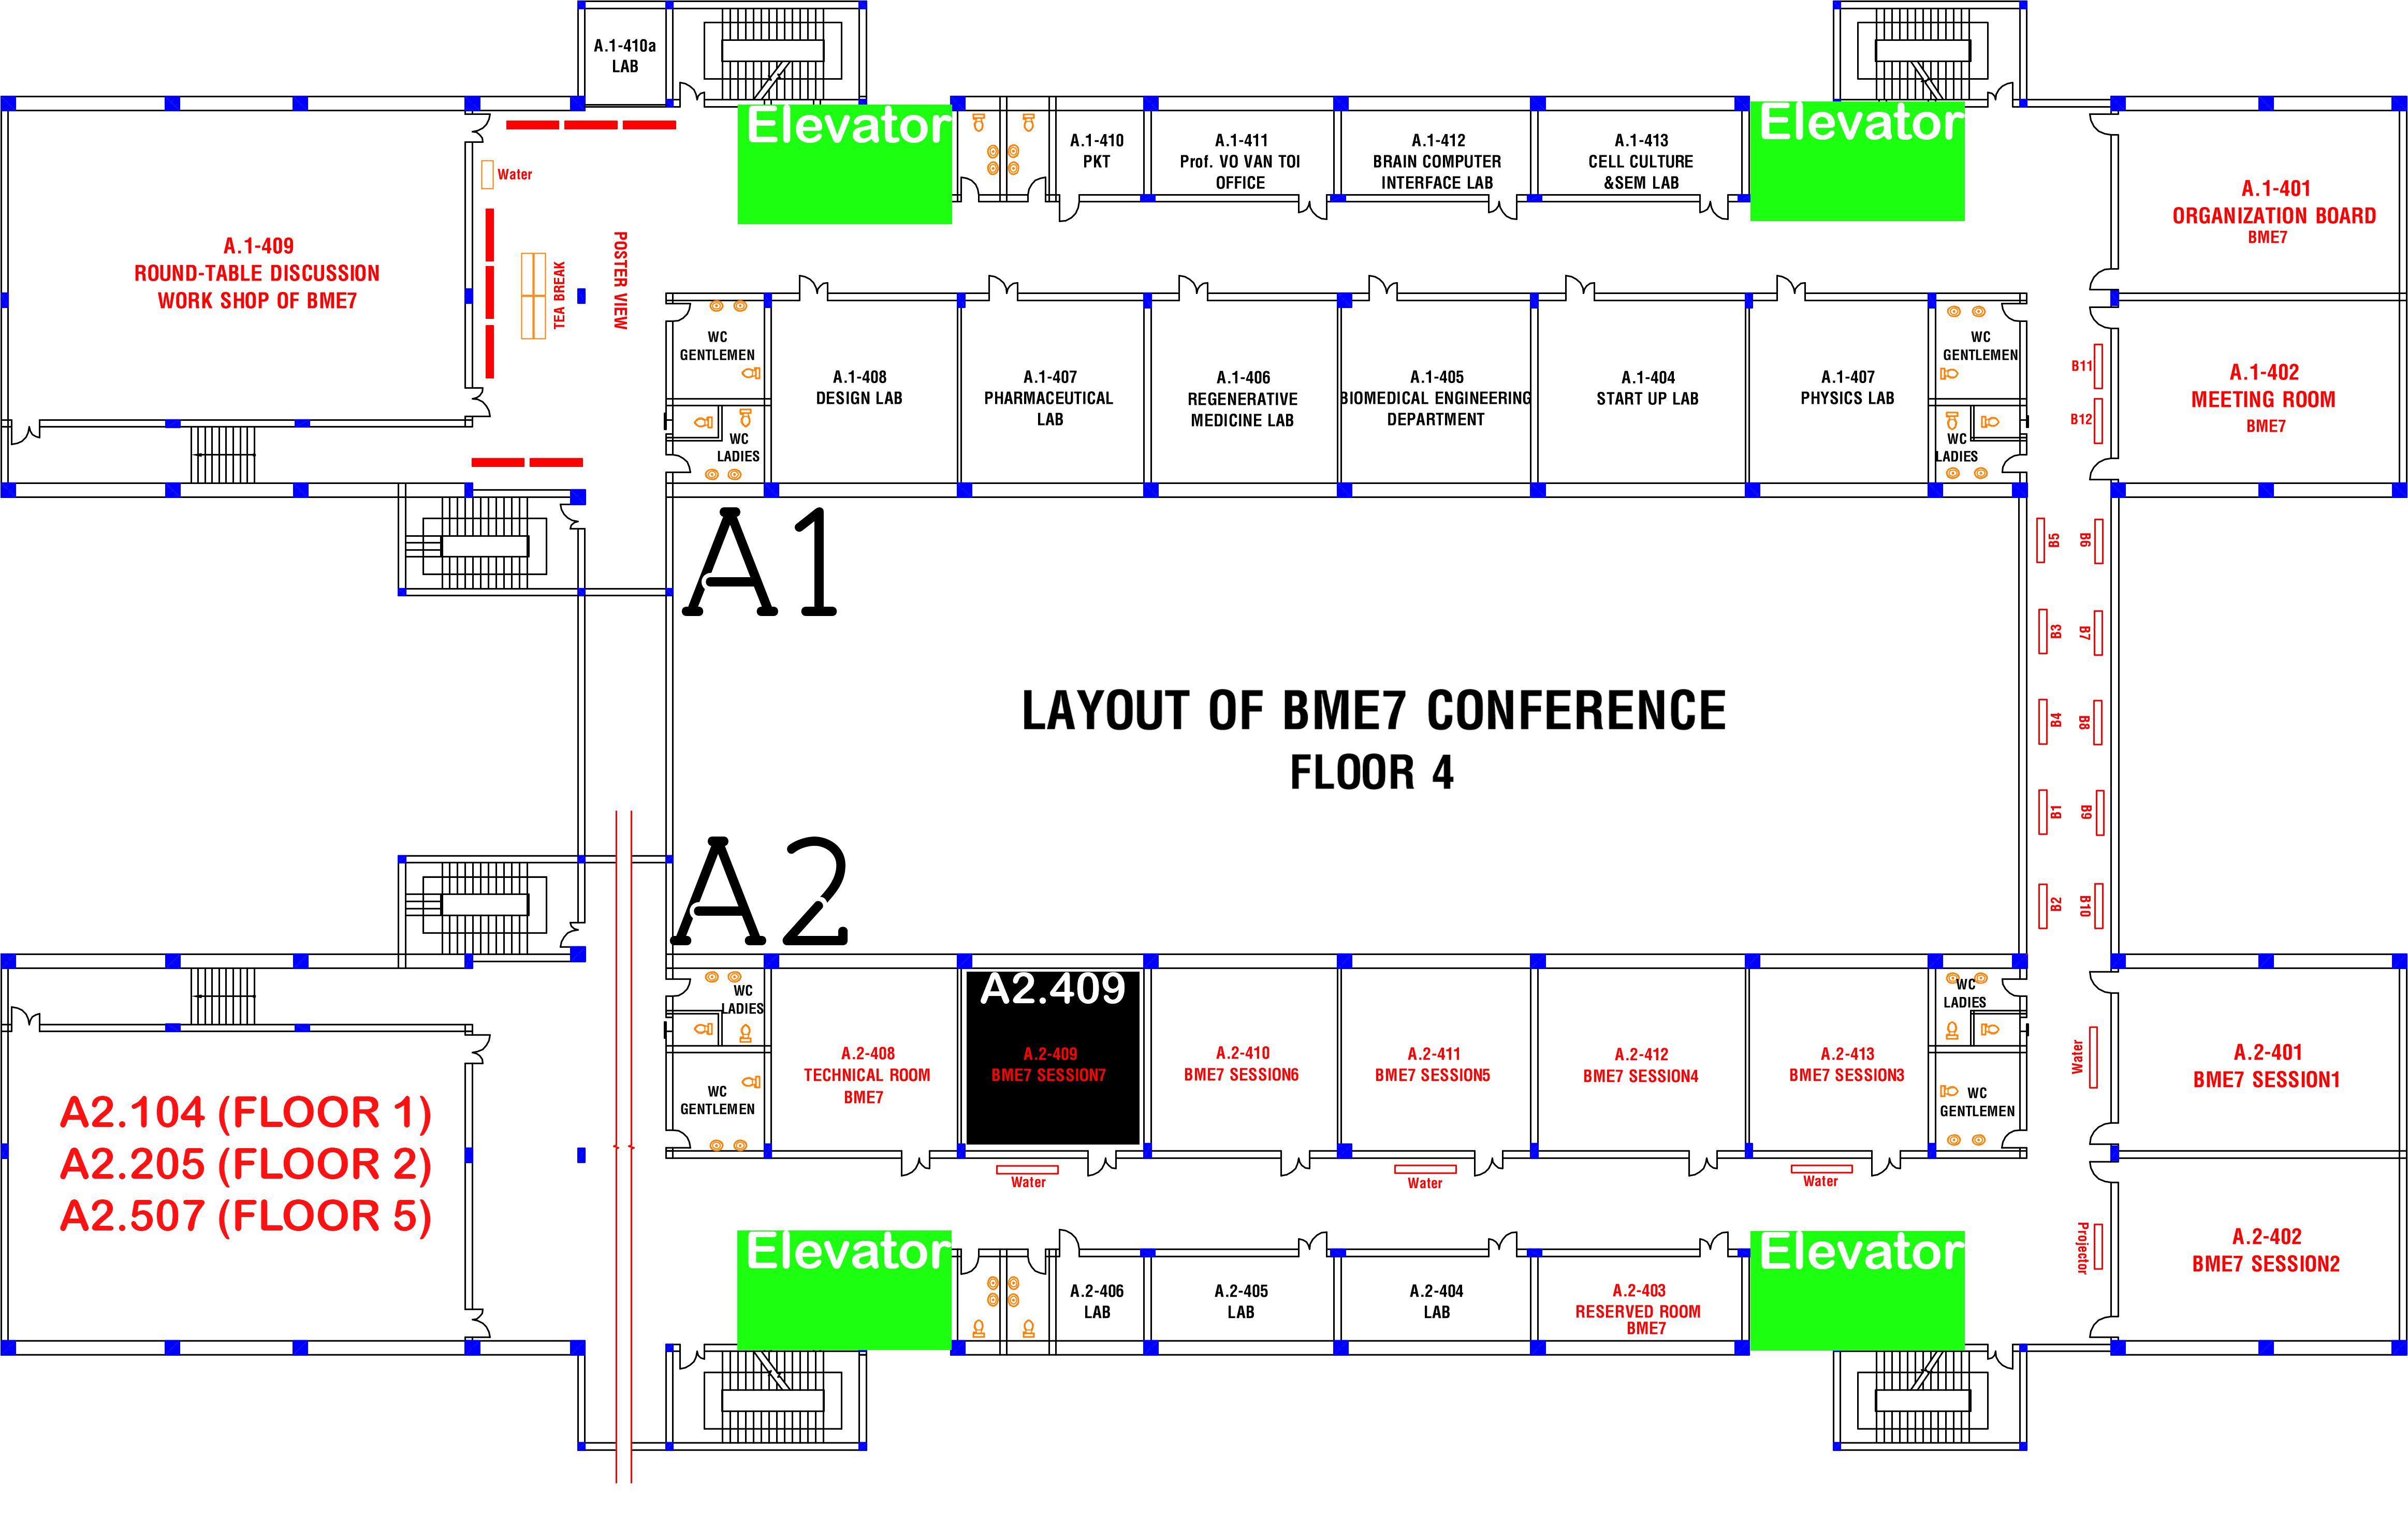 A.1-410a
LAB
Elevator
Elevator
A.1-410
PKT
A.1-411
Prof. VO VAN TOI
OFFICE
A.1-412
BRAIN COMPUTER
INTERFACE LAB
A.1-413
CELL CULTURE
&SEM LAB
A.1-401
ORGANIZATION BOARD
BME7
Water
A.1-409
ROUND-TABLE DISCUSSION
WORK SHOP OF BME7
TEA BREAK
POSTER VIEW
WC
GENTLEMEN
WC
LADIES
A.1-408
DESIGN LAB
A.1-407
PHARMACEUTICAL
LAB
A.1-406
REGENERATIVE
MEDICINE LAB
A.1-405
BIOMEDICAL ENGINEERING
DEPARTMENT
A.1-404
START UP LAB
A.1-407
PHYSICS LAB
WC
GENTLEMEN
WC
LADIES
B11
B12
A.1-402
MEETING ROOM
BME7
A1
B5
B6
B3
B7
LAYOUT OF BME7 CONFERENCE
FLOOR 4
B4
B8
B1
B9
A2
B2
B10
WC
LADIES
WC
GENTLEMEN
A.2-408
TECHNICAL ROOM
BME7
A2.409
A.2-409
BME7 SESSION7
A.2-410
BME7 SESSION6
A.2-411
BME7 SESSION5
A.2-412
BME7 SESSION4
A.2-413
BME7 SESSION3
WC
LADIES
WC
GENTLEMEN
Water
A.2-401
BME7 SESSION1
A2.104 (FLOOR 1)
A2.205 (FLOOR 2)
A2.507 (FLOOR 5)
Water
Water
Water
Elevator
Elevator
A.2-406
LAB
A.2-405
LAB
A.2-404
LAB
A.2-403
RESERVED ROOM
BME7
Projector
A.2-402
BME7 SESSION2